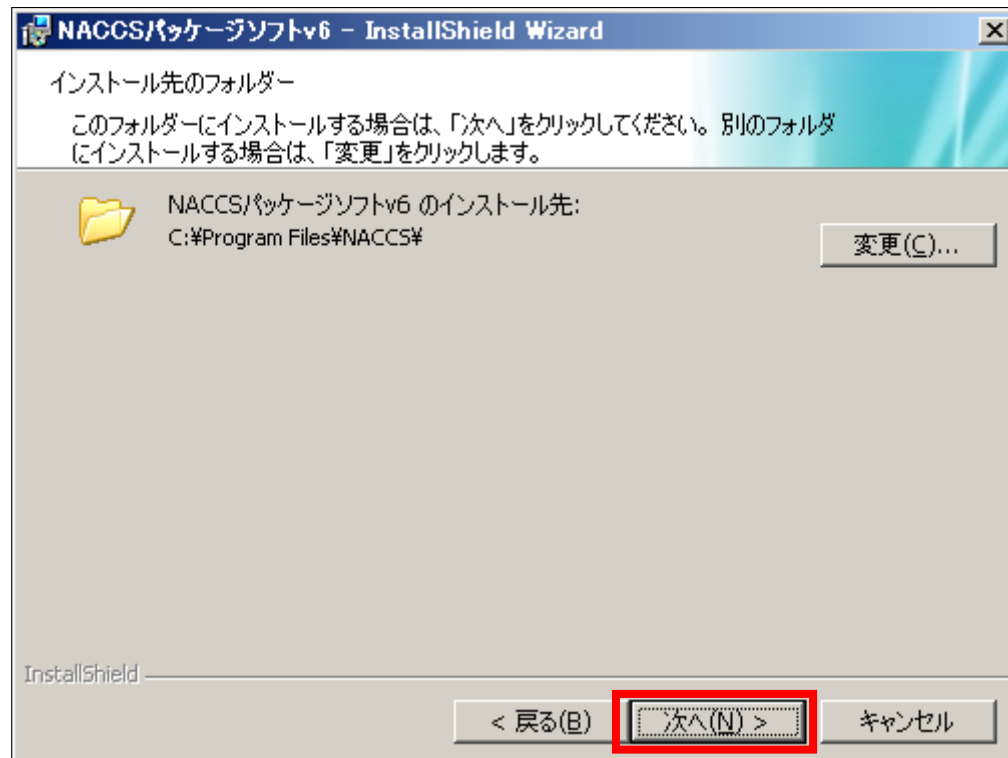 NACCSパッケージソフトv6 - InstallShield Wizard
インストール先のフォルダー
このフォルダーにインストールする場合は、「次へ」をクリックしてください。別のフォルダ
にインストールする場合は、「変更」をクリックします。
NACCSパッケージソフトv6 のインストール先:
C:¥Program Files¥NACCS¥
変更(C)...
InstallShield
< 戻る(B)
次へ(N) >
キャンセル